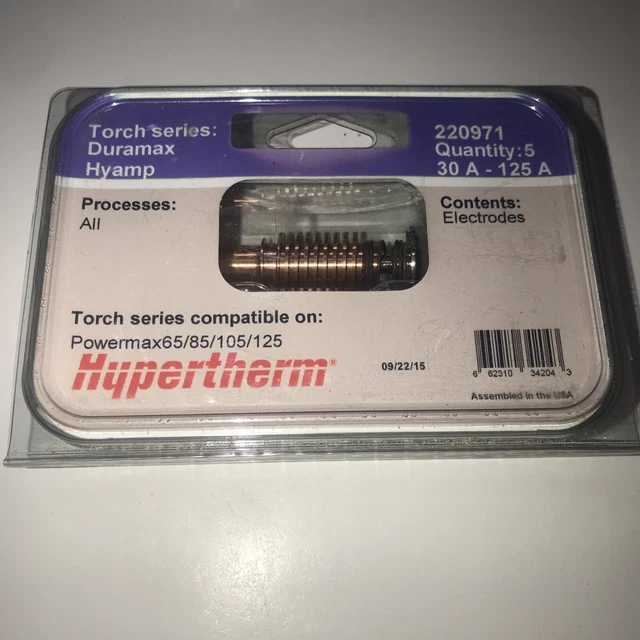 Torch series:
Duramax
Hyamp
220971
Quantity:5
30 A - 125 A
Processes:
All
Contents:
Electrodes
Torch series compatible on:
Powermax65/85/105/125
Hypertherm®
09/22/15
6 82310 34204 3
Assembled in the USA